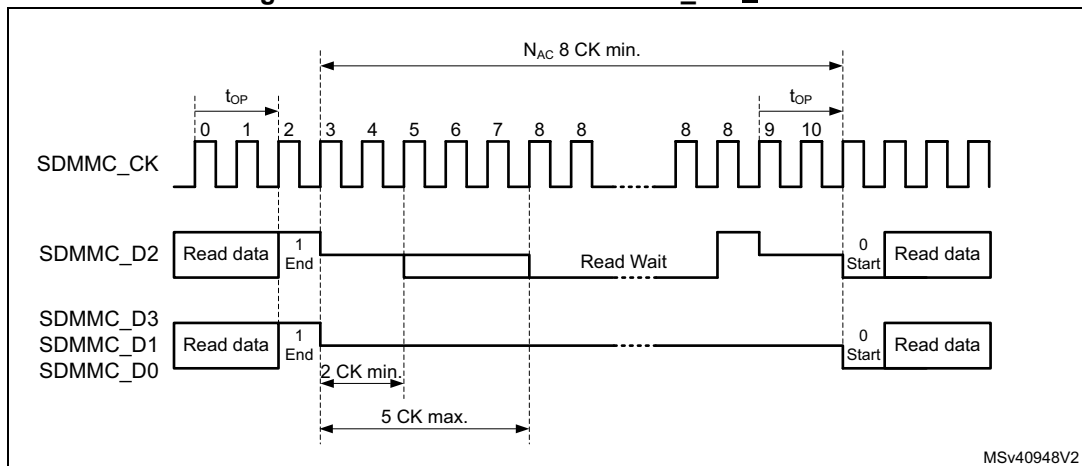 N_AC 8 CK min.
t_OP t_OP
0 1 2 3 4 5 6 7 8 8 8 8 9 10
SDMMC_CK
SDMMC_D2 Read data 1 End Read Wait 0 Start Read data
SDMMC_D3
SDMMC_D1 Read data 1 End 0 Start Read data
SDMMC_D0
2 CK min.
5 CK max.
MSv40948V2